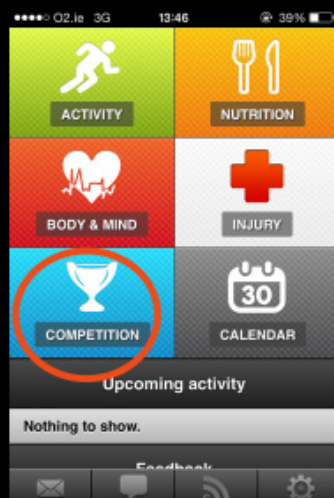 O2.ie 3G 13:46 39%
ACTIVITY NUTRITION
BODY & MIND INJURY
30
COMPETITION CALENDAR
Upcoming activity
Nothing to show.
Feedback